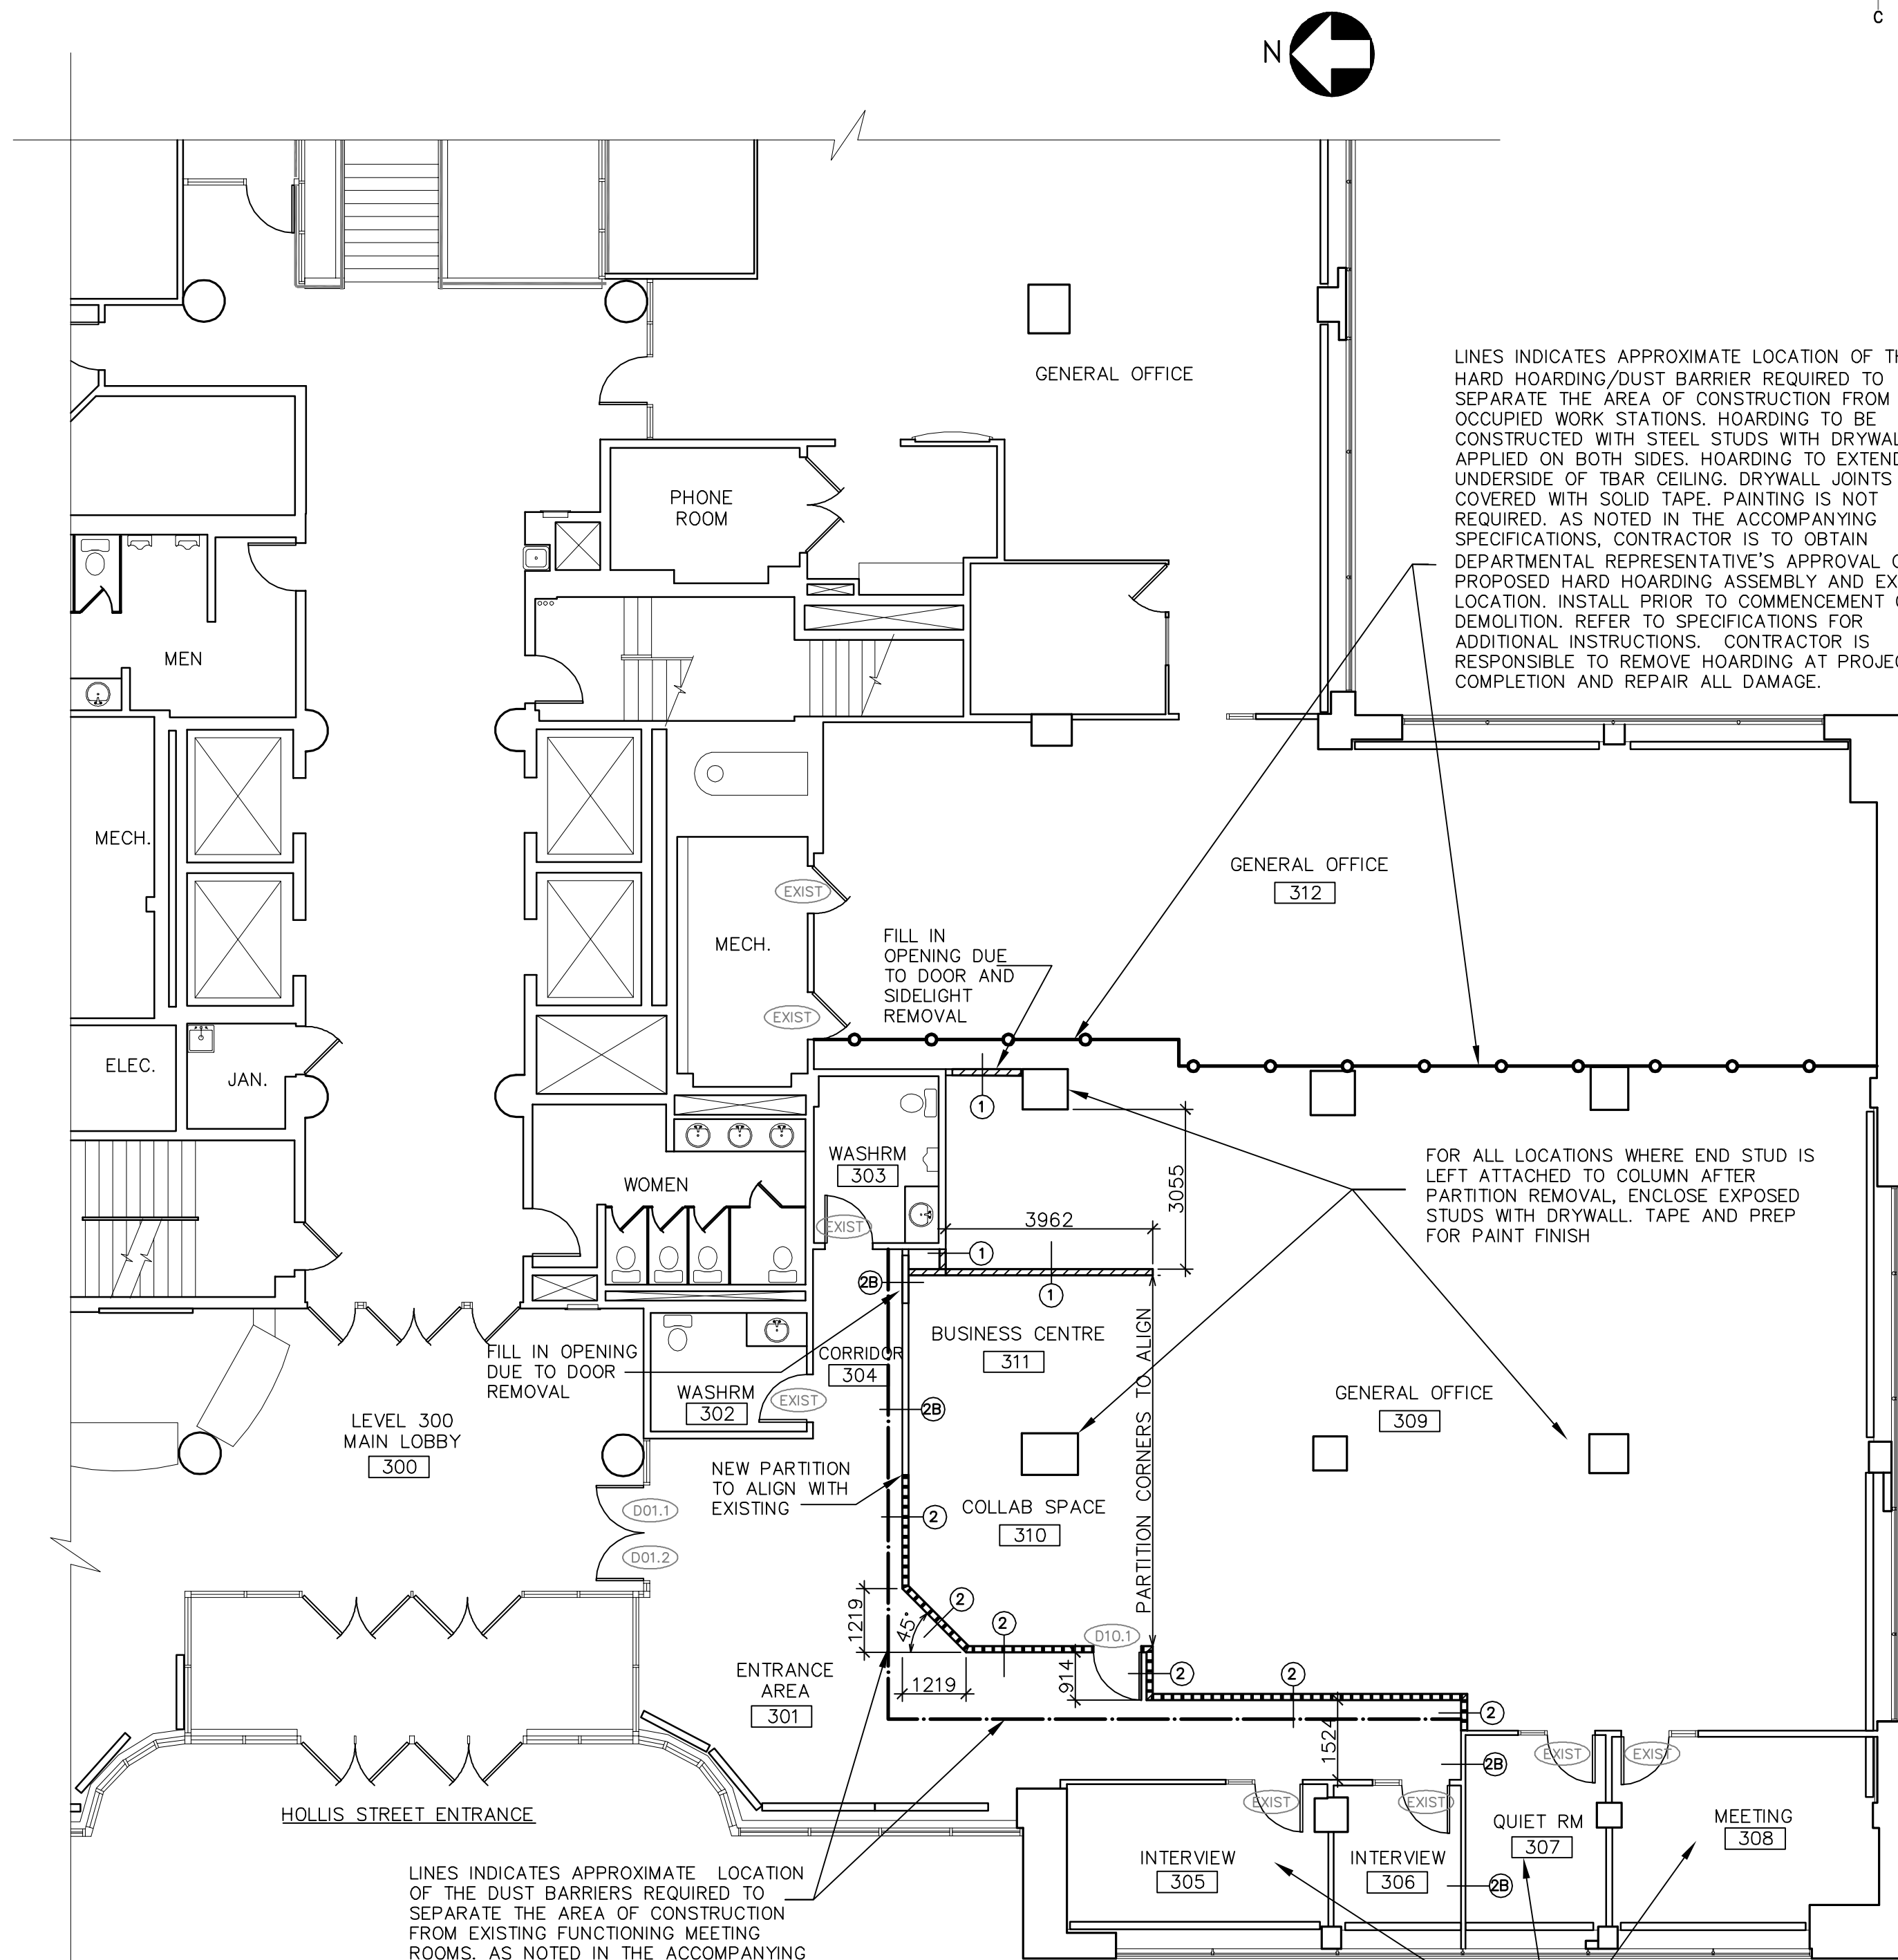 C
N
GENERAL OFFICE
LINES INDICATES APPROXIMATE LOCATION OF
HARD HOARDING/DUST BARRIER REQUIRED TO
SEPARATE THE AREA OF CONSTRUCTION FROM
OCCUPIED WORK STATIONS. HOARDING TO BE
CONSTRUCTED WITH STEEL STUDS WITH
APPLIED ON BOTH SIDES. HOARDING TO EXTEND
UNDERSIDE OF TBAR CEILING. DRYWALL JOINTS
COVERED WITH SOLID TAPE. PAINTING IS NOT
REQUIRED. AS NOTED IN THE ACCOMPANYING
SPECIFICATIONS, CONTRACTOR IS TO OBTAIN
DEPARTMENTAL REPRESENTATIVE'S APPROVAL
PROPOSED HARD HOARDING ASSEMBLY AND
LOCATION. INSTALL PRIOR TO COMMENCEMENT
DEMOLITION. REFER TO SPECIFICATIONS FOR
ADDITIONAL INSTRUCTIONS. CONTRACTOR IS
RESPONSIBLE TO REMOVE HOARDING AT
COMPLETION AND REPAIR ALL DAMAGE.
PHONE
ROOM
MEN
MECH.
GENERAL OFFICE
312
EXIST
MECH.
FILL IN
OPENING DUE
TO DOOR AND
SIDELIGHT
REMOVAL
EXIST
ELEC.
JAN.
1
WASHRM
303
WOMEN
EXIST
3962
3055
FOR ALL LOCATIONS WHERE END STUD IS
LEFT ATTACHED TO COLUMN AFTER
PARTITION REMOVAL, ENCLOSE EXPOSED
STUDS WITH DRYWALL. TAPE AND PREP
FOR PAINT FINISH
1
2B
1
BUSINESS CENTRE
311
PARTITION CORNERS TO ALIGN
FILL IN OPENING
DUE TO DOOR
REMOVAL
CORRIDOR
304
WASHRM
302
EXIST
2B
GENERAL OFFICE
309
LEVEL 300
MAIN LOBBY
300
NEW PARTITION
TO ALIGN WITH
EXISTING
D01.1
D01.2
2
COLLAB SPACE
310
1219
45°
2
2
D10.1
914
2
2
1219
ENTRANCE
AREA
301
2
1524
2B
EXIST
EXIST
EXIST
EXIST
HOLLIS STREET ENTRANCE
QUIET RM
307
MEETING
308
INTERVIEW
305
INTERVIEW
306
2B
LINES INDICATES APPROXIMATE LOCATION
OF THE DUST BARRIERS REQUIRED TO
SEPARATE THE AREA OF CONSTRUCTION
FROM EXISTING FUNCTIONING MEETING
ROOMS. AS NOTED IN THE ACCOMPANYING